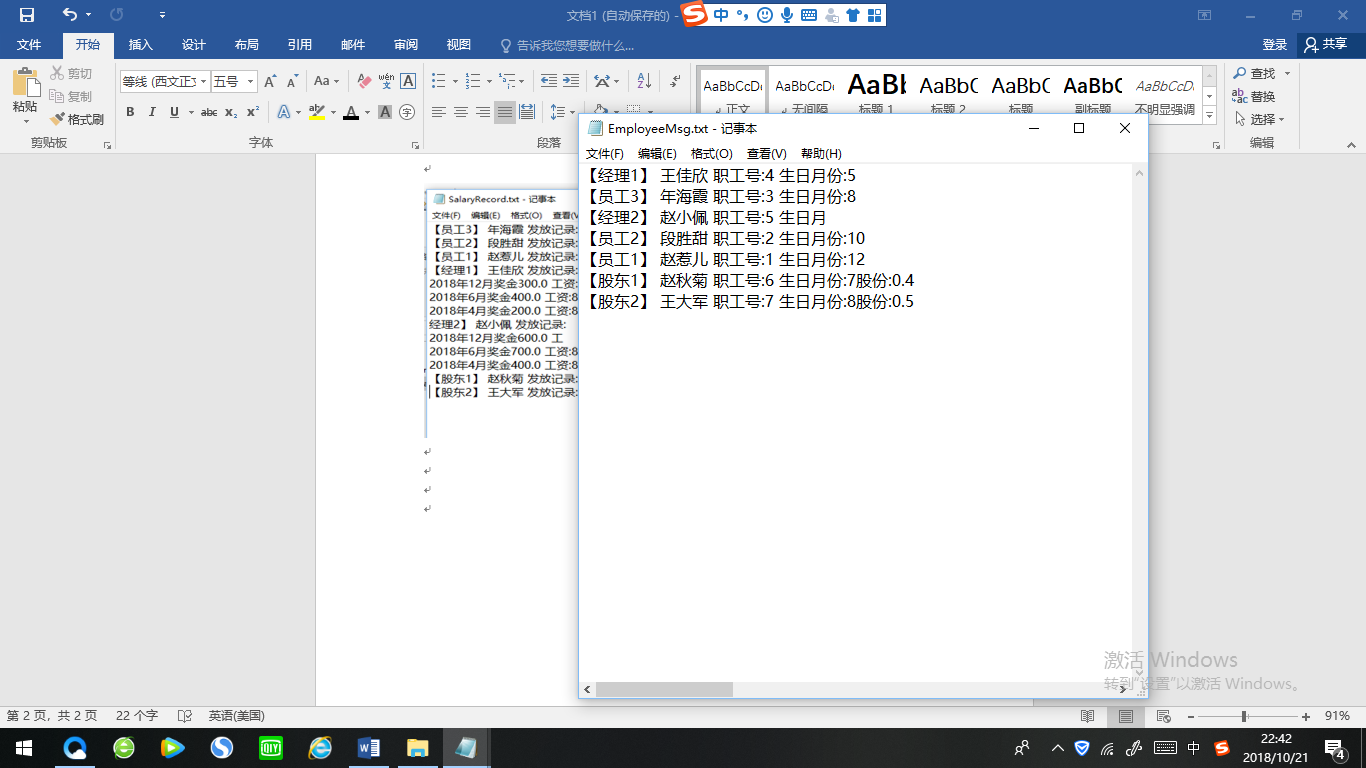 文档1 (自动保存的) -
中
文件 开始 插入 设计 布局 引用 邮件 审阅 视图 告诉我您想要做什么... 登录 共享
粘贴 剪切 复制 格式刷
等线 (西文正文 五号
剪贴板 字体 段落
AaBbCcDc AaBbCcDc AaBl AaBbC AaBbC AaBbC AaBbCcD.
正文 无间隔 标题 1 标题 2 标题 副标题 不明显强调
查找 替换 选择 编辑
SalaryRecord.txt - 记事本
文件(F) 编辑(E) 格式(O) 查看(V
【员工3】 年海霞 发放记录:
【员工2】 段胜甜 发放记录:
【员工1】 赵惹儿 发放记录:
【经理1】 王佳欣 发放记录:
2018年12月奖金300.0 工资:
2018年6月奖金400.0 工资:8
2018年4月奖金200.0 工资:8
经理2】 赵小佩 发放记录:
2018年12月奖金600.0 工
2018年6月奖金700.0 工资:8
2018年4月奖金400.0 工资:8
【股东1】 赵秋菊 发放记录:
【股东2】 王大军 发放记录:
EmployeeMsg.txt - 记事本
文件(F) 编辑(E) 格式(O) 查看(V) 帮助(H)
【经理1】 王佳欣 职工号:4 生日月份:5
【员工3】 年海霞 职工号:3 生日月份:8
【经理2】 赵小佩 职工号:5 生日月
【员工2】 段胜甜 职工号:2 生日月份:10
【员工1】 赵惹儿 职工号:1 生日月份:12
【股东1】 赵秋菊 职工号:6 生日月份:7股份:0.4
【股东2】 王大军 职工号:7 生日月份:8股份:0.5
激活 Windows
转到“设置”以激活 Windows。
第 2 页，共 2 页 22 个字 英语(美国) 91%
中 22:42
2018/10/21
4